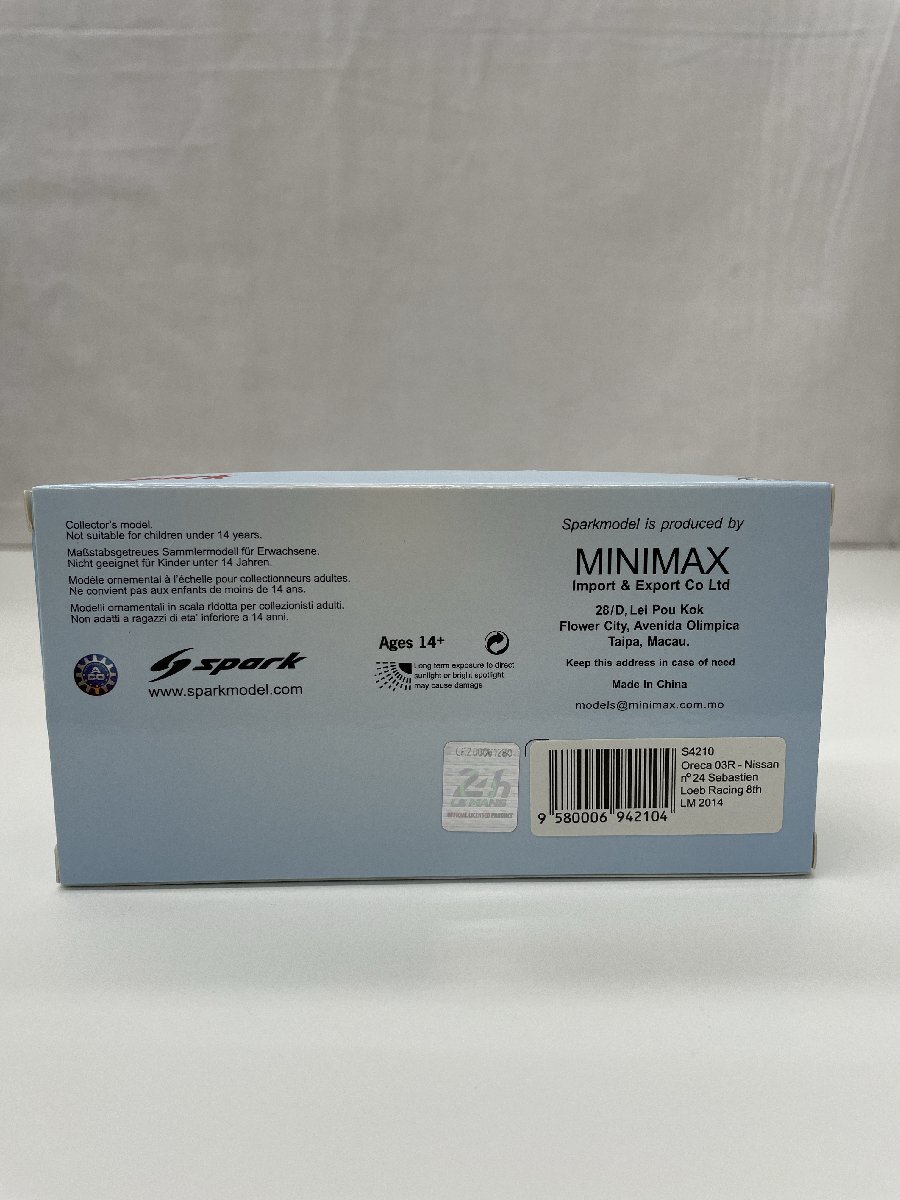 Collector's model.
Not suitable for children under 14 years.
Maßstabsgetreues Sammlermodell für Erwachsene.
Nicht geeignet für Kinder unter 14 Jahren.
Modèle ornemental à l'échelle pour collectionneurs adultes.
Ne convient pas aux enfants de moins de 14 ans.
Modelli ornamentali in scala ridotta per collezionisti adulti.
Non adatti a ragazzi di eta' inferiore a 14 anni.
spark
www.sparkmodel.com
Ages 14+
Long term exposure to direct
sunlight or bright spotlight
may cause damage
Sparkmodel is produced by
MINIMAX
Import & Export Co Ltd
28/D, Lei Pou Kok
Flower City, Avenida Olimpica
Taipa, Macau.
Keep this address in case of need
Made In China
models@minimax.com.mo
24h
LE MANS
OFFICIAL LICENSED PRODUCT
S4210
Oreca 03R - Nissan
n°24 Sebastien
Loeb Racing 8th
LM 2014
9 580006 942104